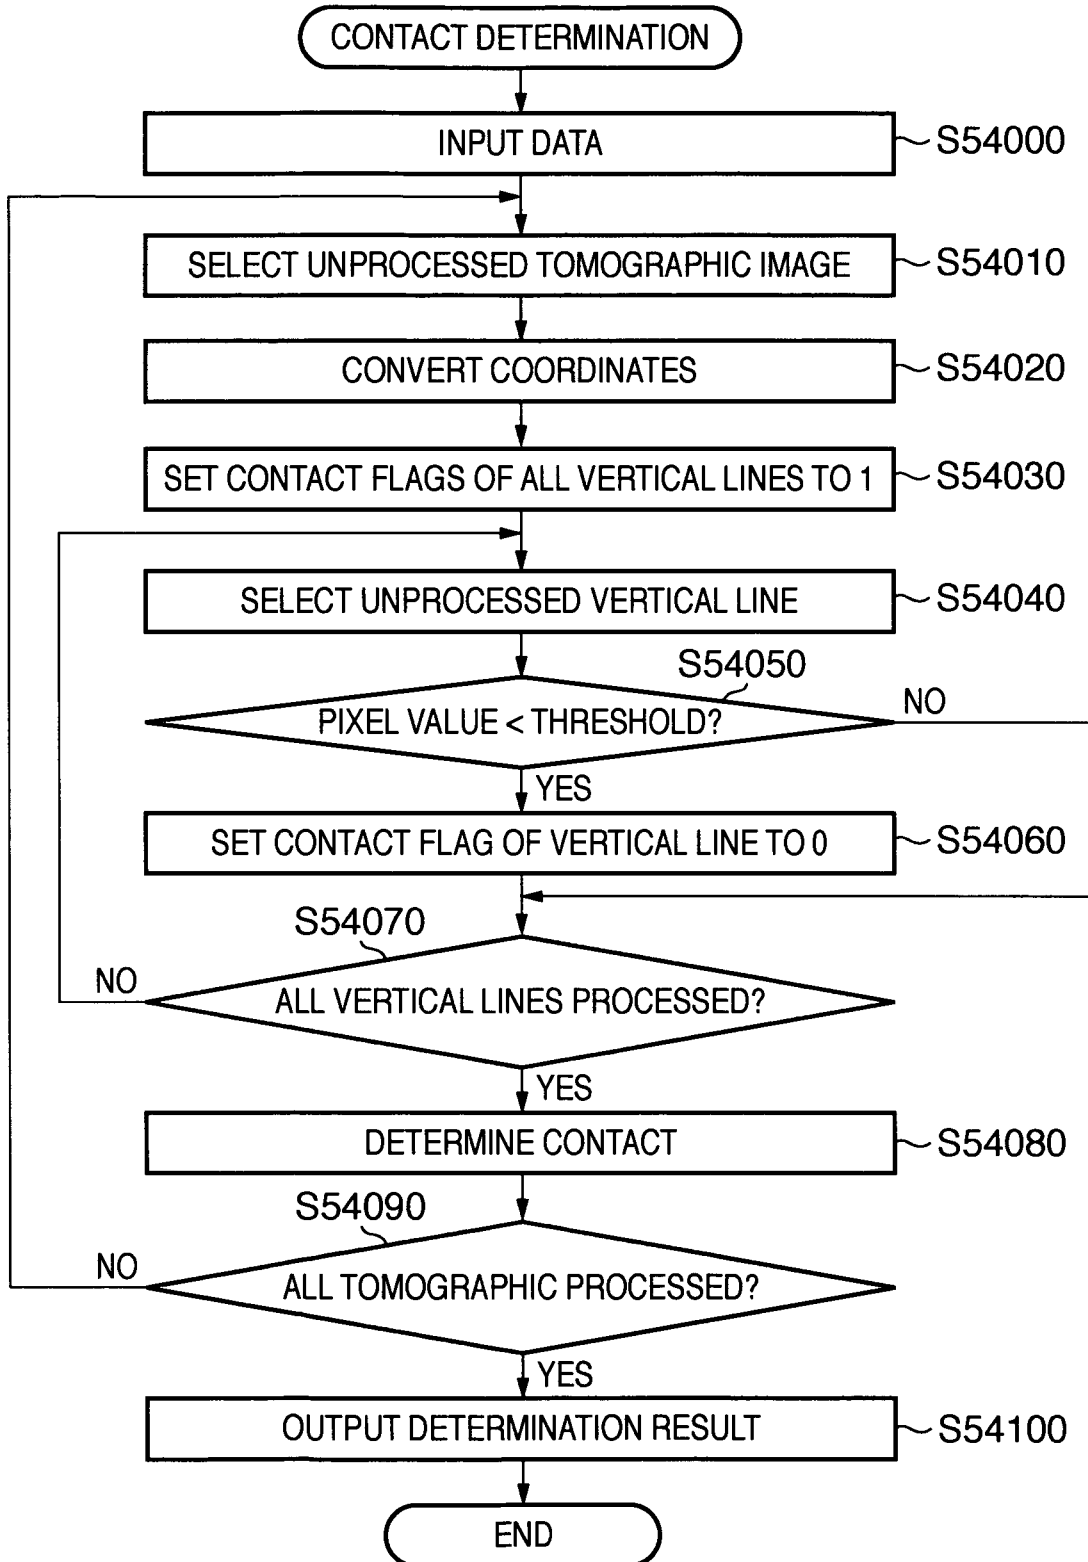 CONTACT DETERMINATION
INPUT DATA
S54000
SELECT UNPROCESSED TOMOGRAPHIC IMAGE
S54010
CONVERT COORDINATES
S54020
SET CONTACT FLAGS OF ALL VERTICAL LINES TO 1
S54030
SELECT UNPROCESSED VERTICAL LINE
S54040
S54050
PIXEL VALUE < THRESHOLD?
NO
YES
SET CONTACT FLAG OF VERTICAL LINE TO 0
S54060
S54070
NO
ALL VERTICAL LINES PROCESSED?
YES
DETERMINE CONTACT
S54080
S54090
NO
ALL TOMOGRAPHIC PROCESSED?
YES
OUTPUT DETERMINATION RESULT
S54100
END